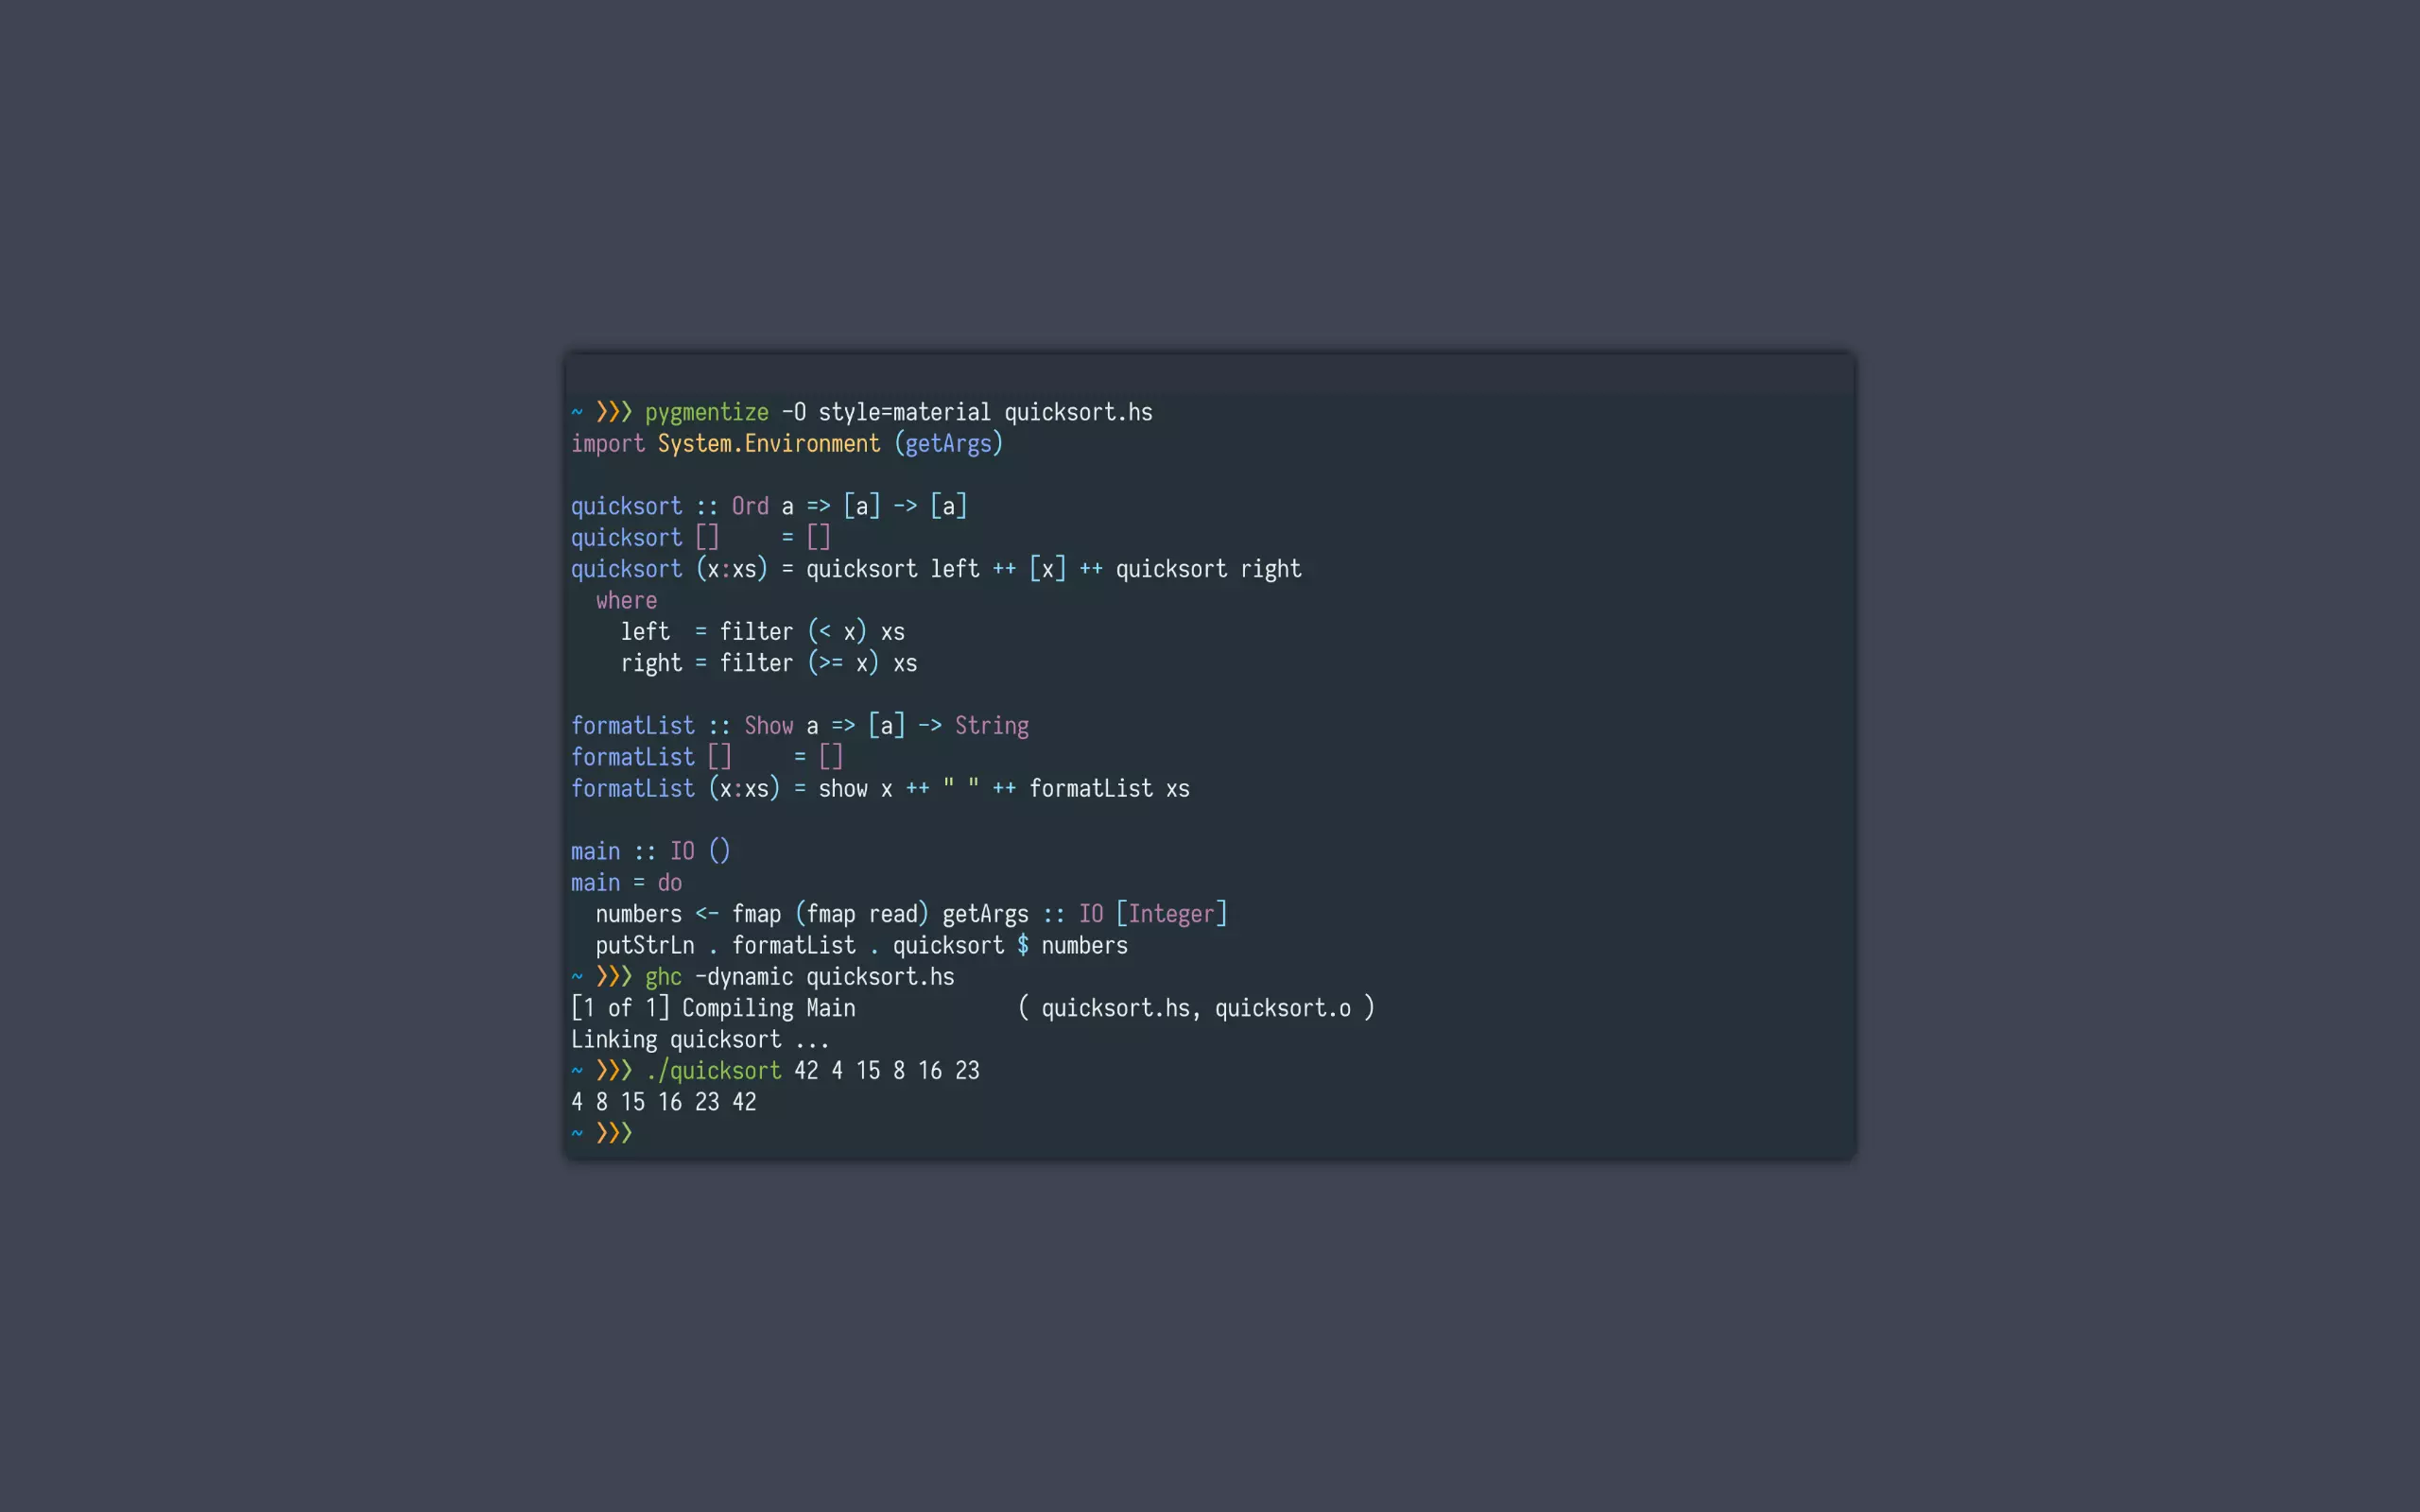 ~ ❯❯❯ pygmentize -O style=material quicksort.hs
import System.Environment (getArgs)

quicksort :: Ord a => [a] -> [a]
quicksort []     = []
quicksort (x:xs) = quicksort left ++ [x] ++ quicksort right
  where
    left  = filter (< x) xs
    right = filter (>= x) xs

formatList :: Show a => [a] -> String
formatList []     = []
formatList (x:xs) = show x ++ " " ++ formatList xs

main :: IO ()
main = do
  numbers <- fmap (fmap read) getArgs :: IO [Integer]
  putStrLn . formatList . quicksort $ numbers
~ ❯❯❯ ghc -dynamic quicksort.hs
[1 of 1] Compiling Main             ( quicksort.hs, quicksort.o )
Linking quicksort ...
~ ❯❯❯ ./quicksort 42 4 15 8 16 23
4 8 15 16 23 42
~ ❯❯❯